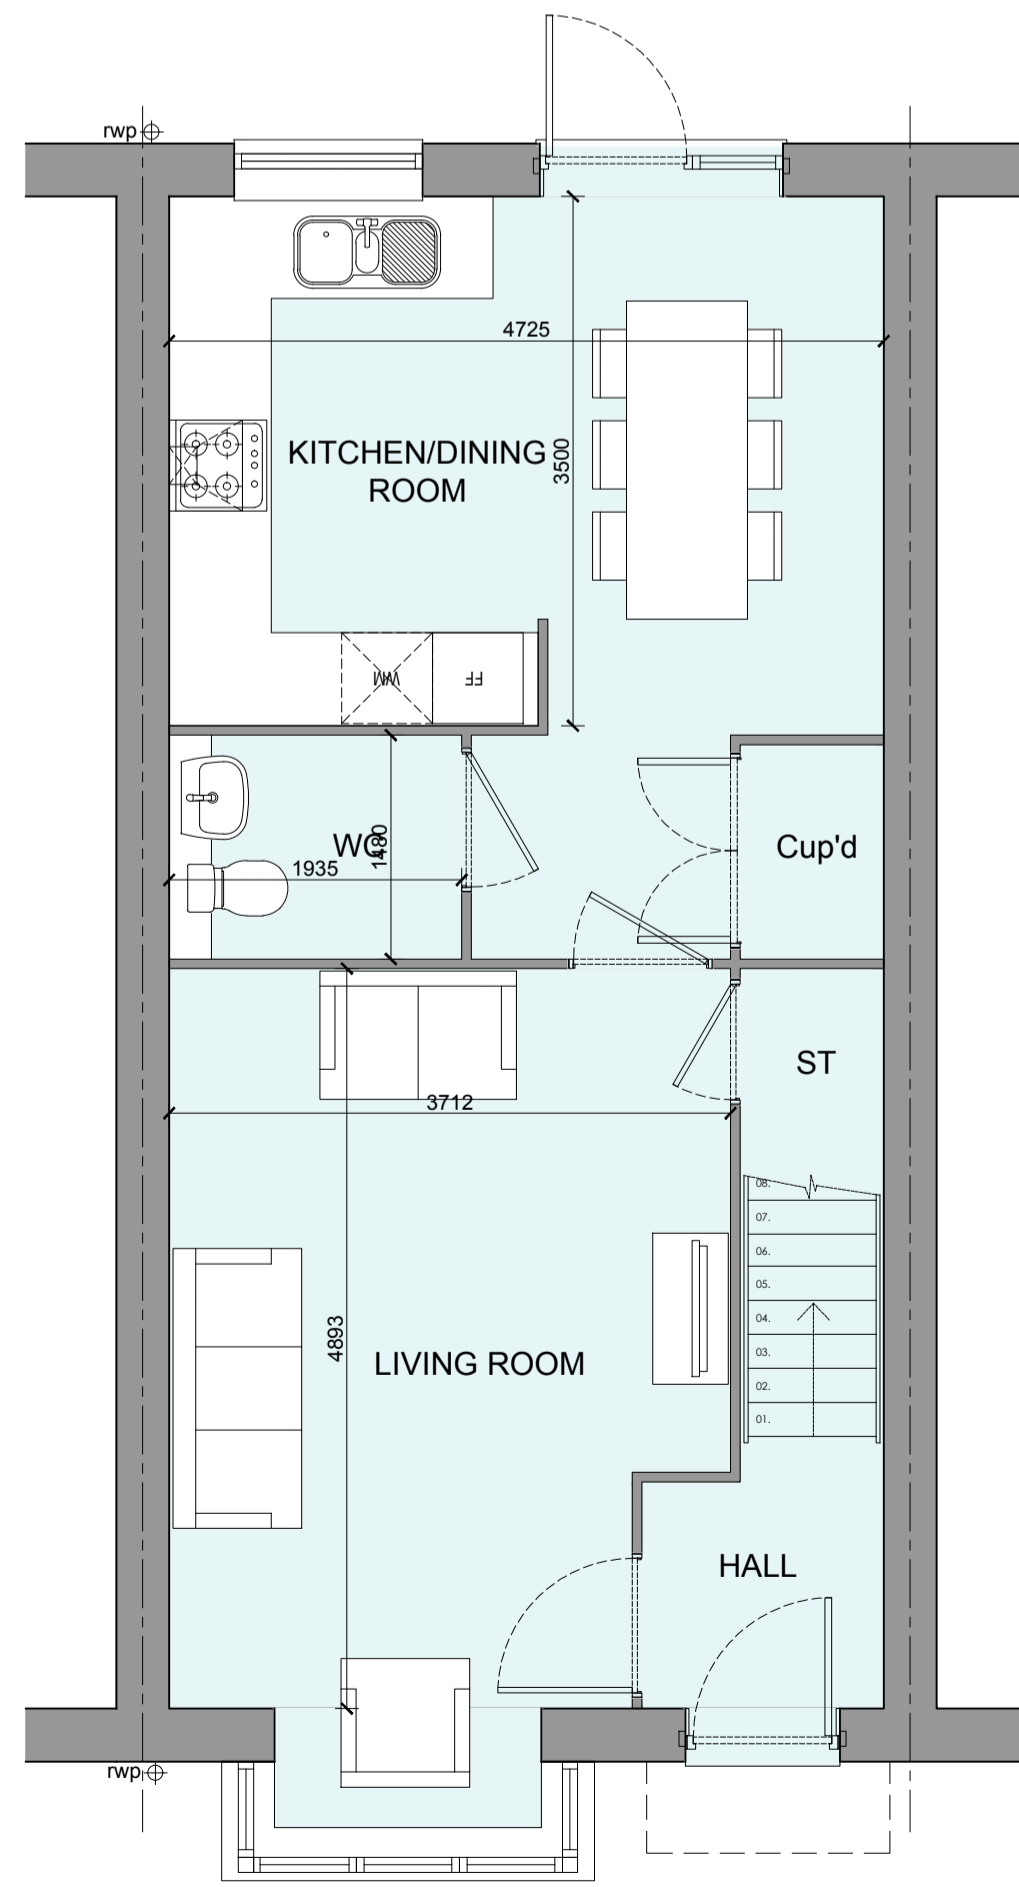 rwp
4725
KITCHEN/DINING
ROOM
3500
WM
FF
WC
1480
1935
Cup'd
ST
3712
08.
07.
06.
05.
04.
03.
02.
01.
4893
LIVING ROOM
HALL
rwp